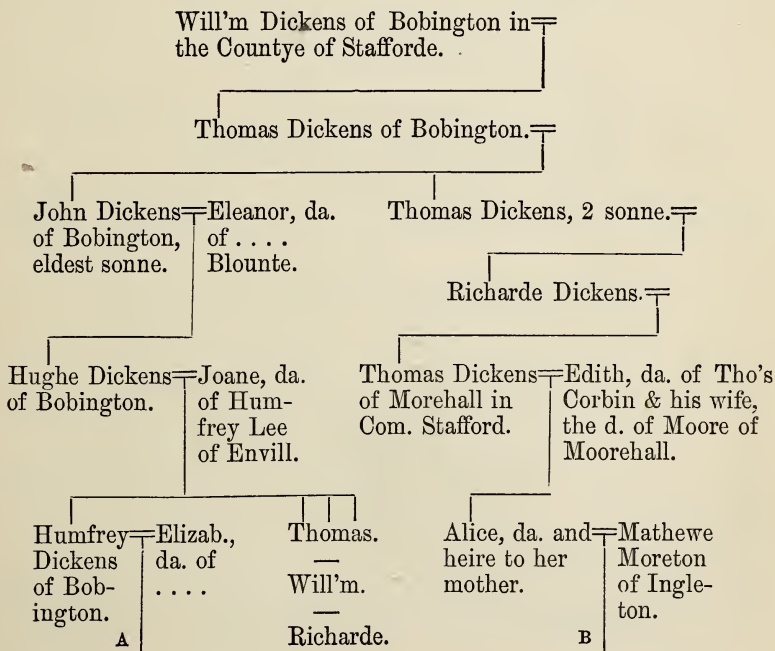 Will'm Dickens of Bobington in
the Countye of Stafforde.
Thomas Dickens of Bobington.
John Dickens
of Bobington,
eldest sonne.
Eleanor, da.
of . . . .
Blounte.
Thomas Dickens, 2 sonne.
Richarde Dickens.
Hughe Dickens
of Bobington.
Joane, da.
of Hum-
frey Lee
of Envill.
Thomas Dickens
of Morehall in
Com. Stafford.
Edith, da. of Tho's
Corbin & his wife,
the d. of Moore of
Moorehall.
Humfrey
Dickens
of Bob-
ington.
A
Elizab.,
da. of
. . . .
Thomas.
—
Will'm.
—
Richarde.
Alice, da. and
heire to her
mother.
B
Mathewe
Moreton
of Ingle-
ton.